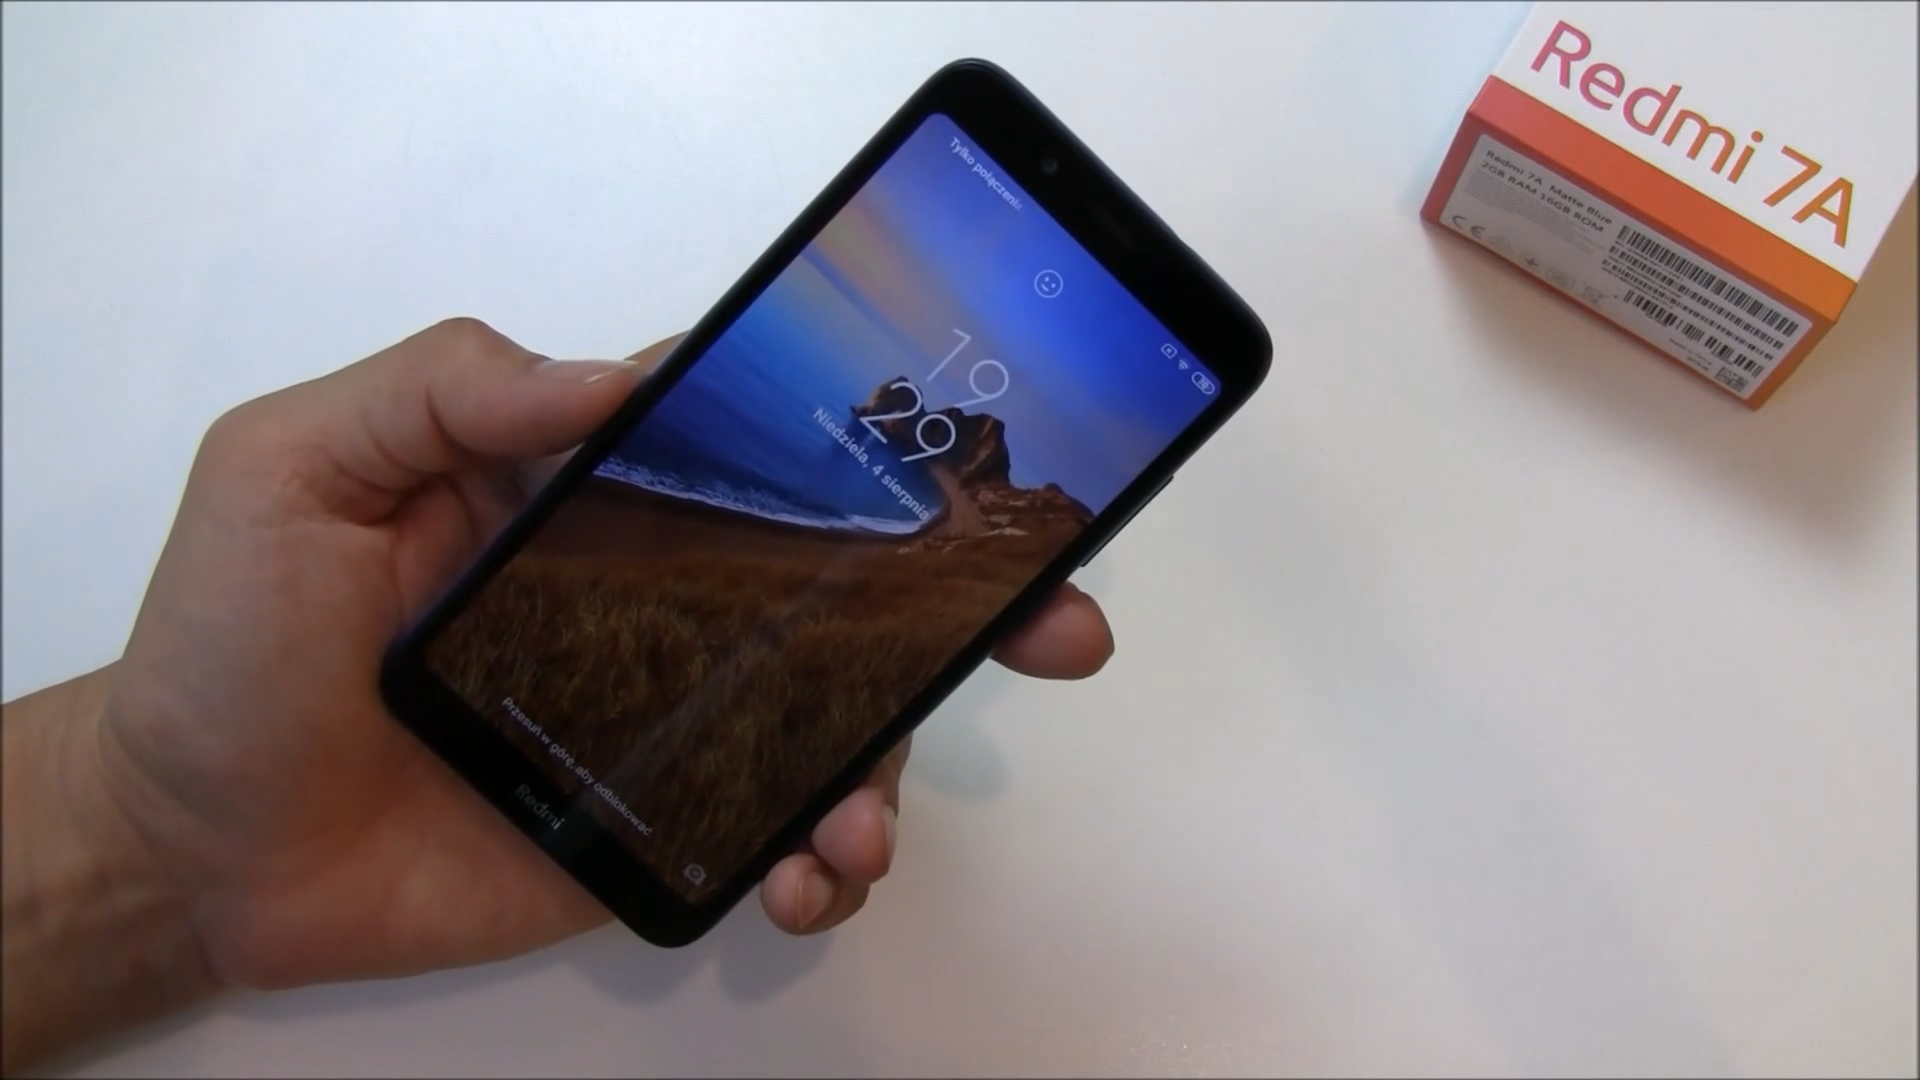 Tylko połączenia
19
29
Niedziela, 4 sierpnia
Przesuń w górę, aby odblokować
Redmi
Redmi 7A
Redmi 7A Matte Blue
2GB RAM 16GB ROM